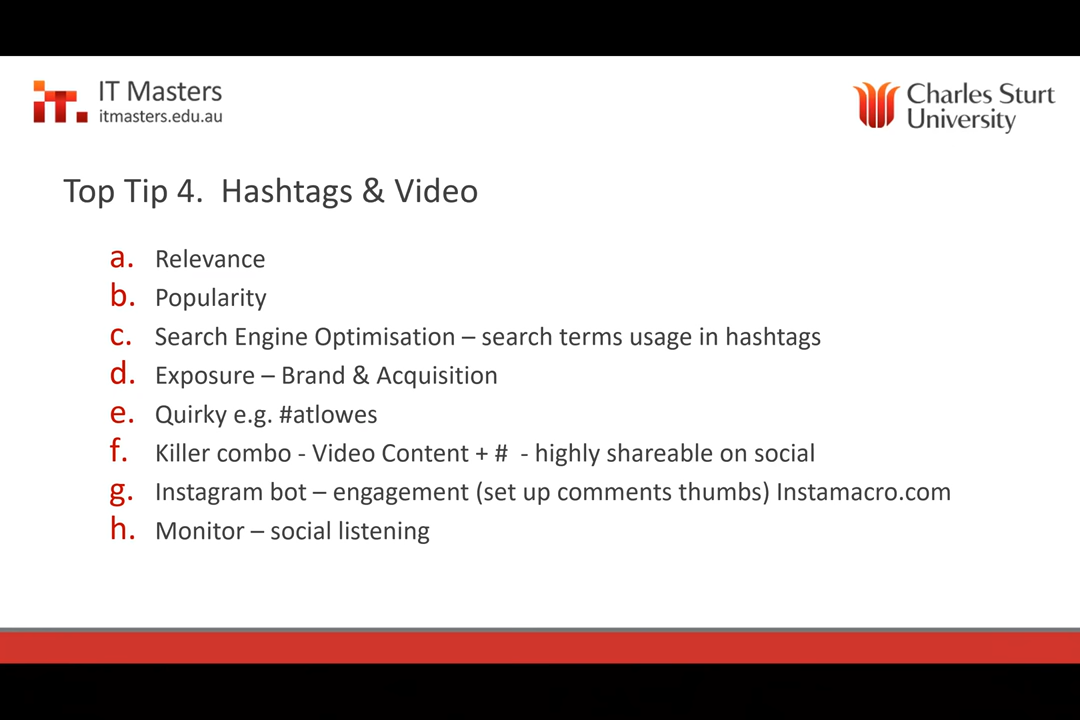 IT Masters
itmasters.edu.au
Charles Sturt
University
Top Tip 4. Hashtags & Video
a. Relevance
b. Popularity
c. Search Engine Optimisation – search terms usage in hashtags
d. Exposure – Brand & Acquisition
e. Quirky e.g. #atlowes
f. Killer combo - Video Content + # - highly shareable on social
g. Instagram bot – engagement (set up comments thumbs) Instamacro.com
h. Monitor – social listening